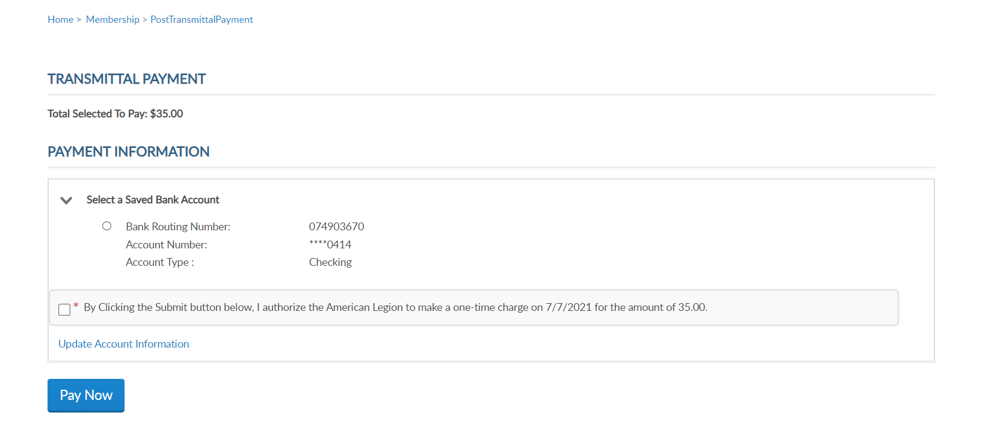 Home > Membership > PostTransmittalPayment
TRANSMITTAL PAYMENT
Total Selected To Pay: $35.00
PAYMENT INFORMATION
Select a Saved Bank Account
Bank Routing Number: 074903670
Account Number: ****0414
Account Type : Checking
* By Clicking the Submit button below, I authorize the American Legion to make a one-time charge on 7/7/2021 for the amount of 35.00.
Update Account Information
Pay Now